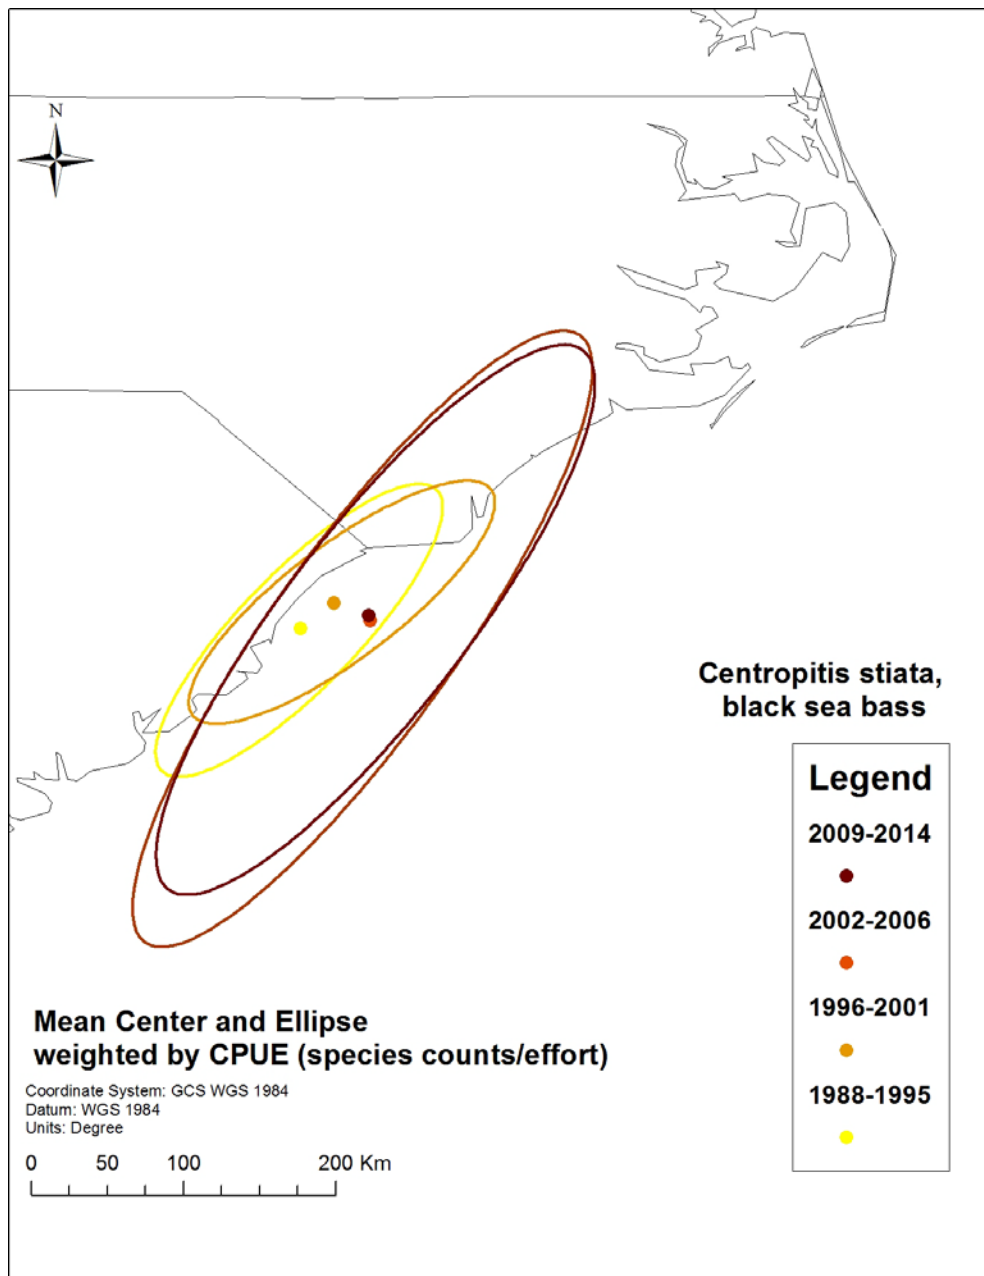 N
Centropitis stiata,
black sea bass
Legend
2009-2014
2002-2006
1996-2001
1988-1995
Mean Center and Ellipse
weighted by CPUE (species counts/effort)
Coordinate System: GCS WGS 1984
Datum: WGS 1984
Units: Degree
0 50 100 200 Km